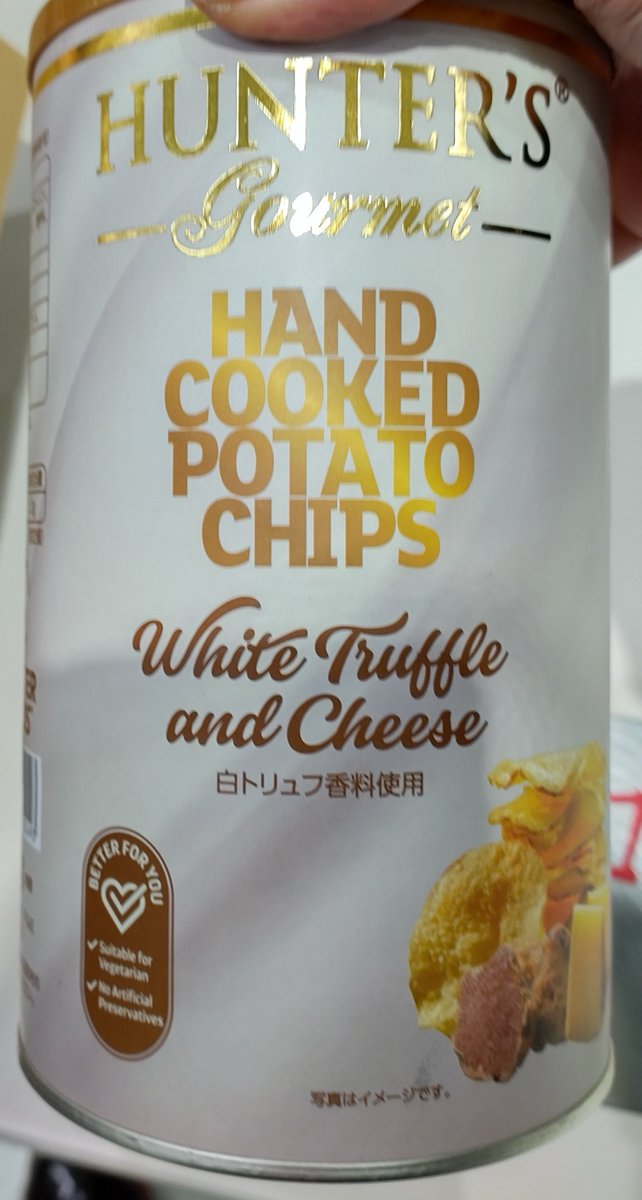 HUNTER'S®
Gourmet
HAND
COOKED
POTATO
CHIPS
White Truffle
and Cheese
白トリュフ香料使用
BETTER FOR YOU
Suitable for
Vegetarian
No Artificial
Preservatives
写真はイメージです。